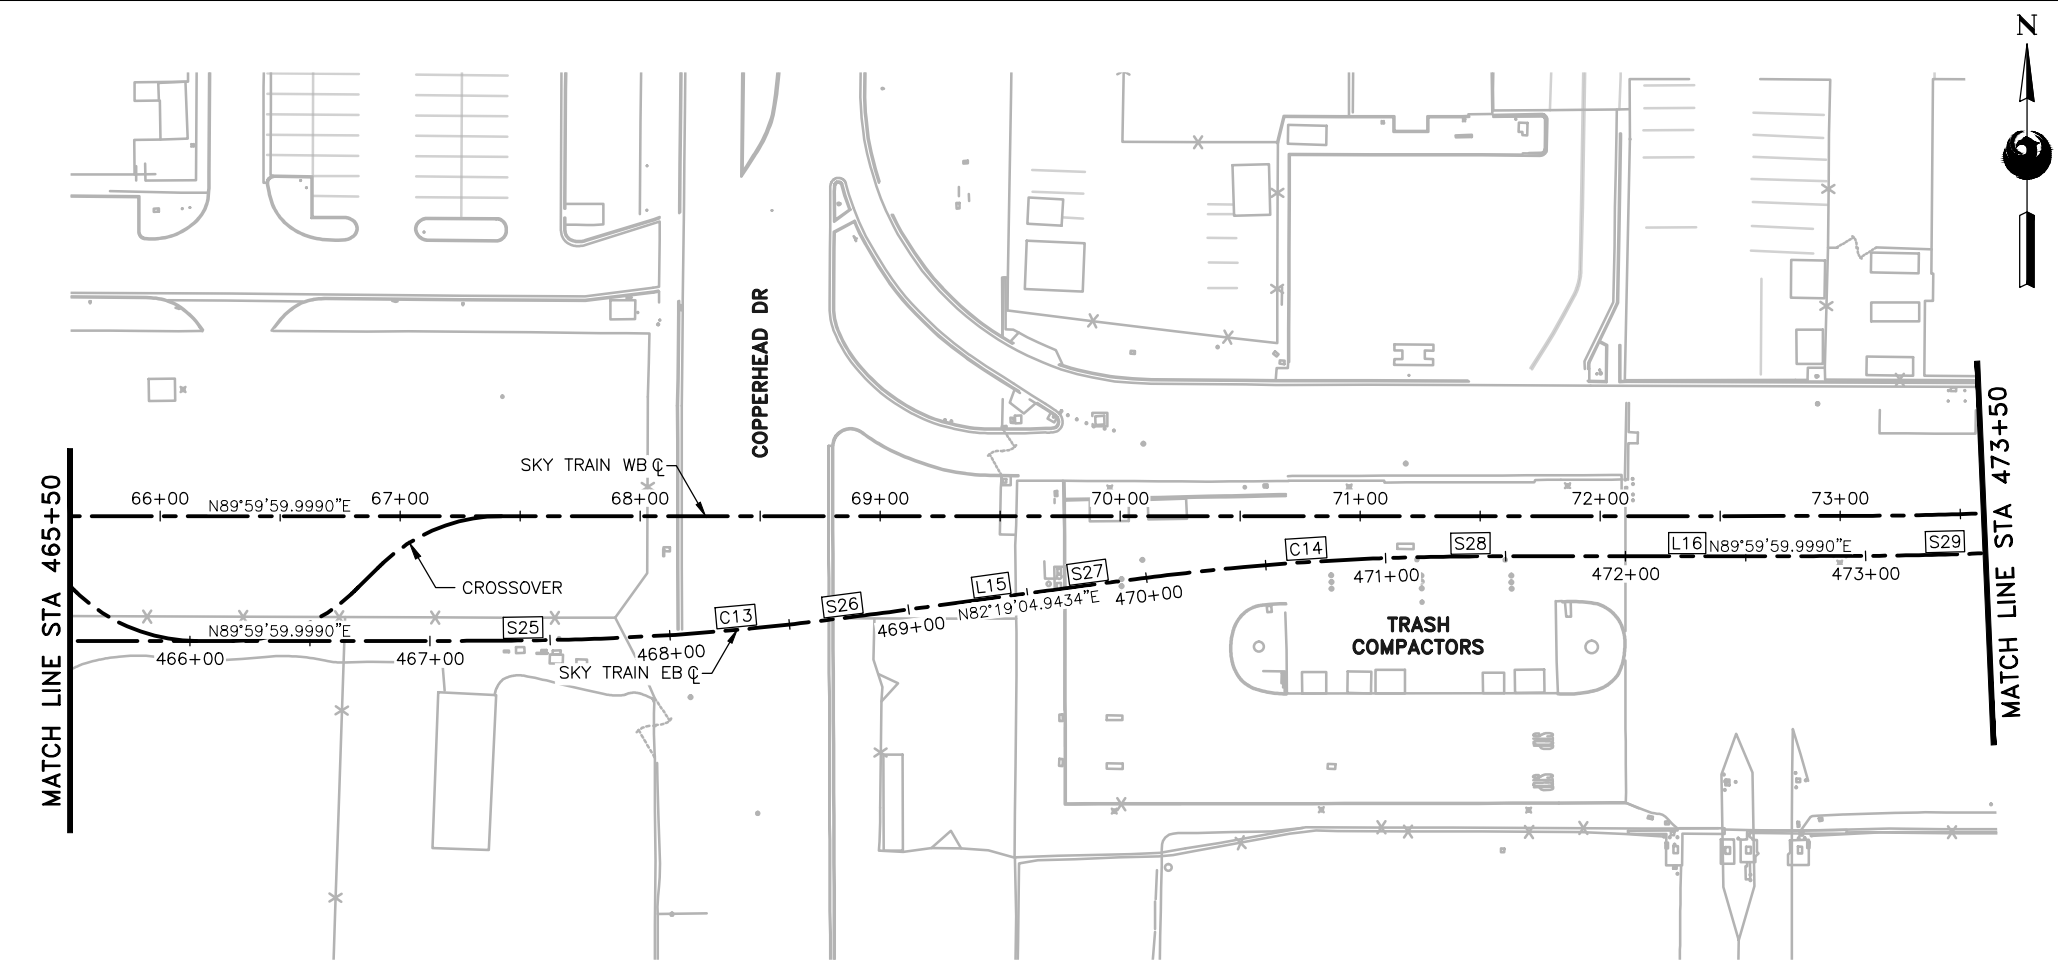 N
COPPERHEAD DR
SKY TRAIN WB ℄
66+00
67+00
68+00
69+00
70+00
71+00
72+00
73+00
N89°59'59.9990"E
MATCH LINE STA 465+50
MATCH LINE STA 473+50
CROSSOVER
C14
S28
L16
N89°59'59.9990"E
S29
471+00
472+00
473+00
L15
S27
N82°19'04.9434"E
470+00
N89°59'59.9990"E
S25
C13
S26
466+00
467+00
468+00
469+00
SKY TRAIN EB ℄
TRASH
COMPACTORS